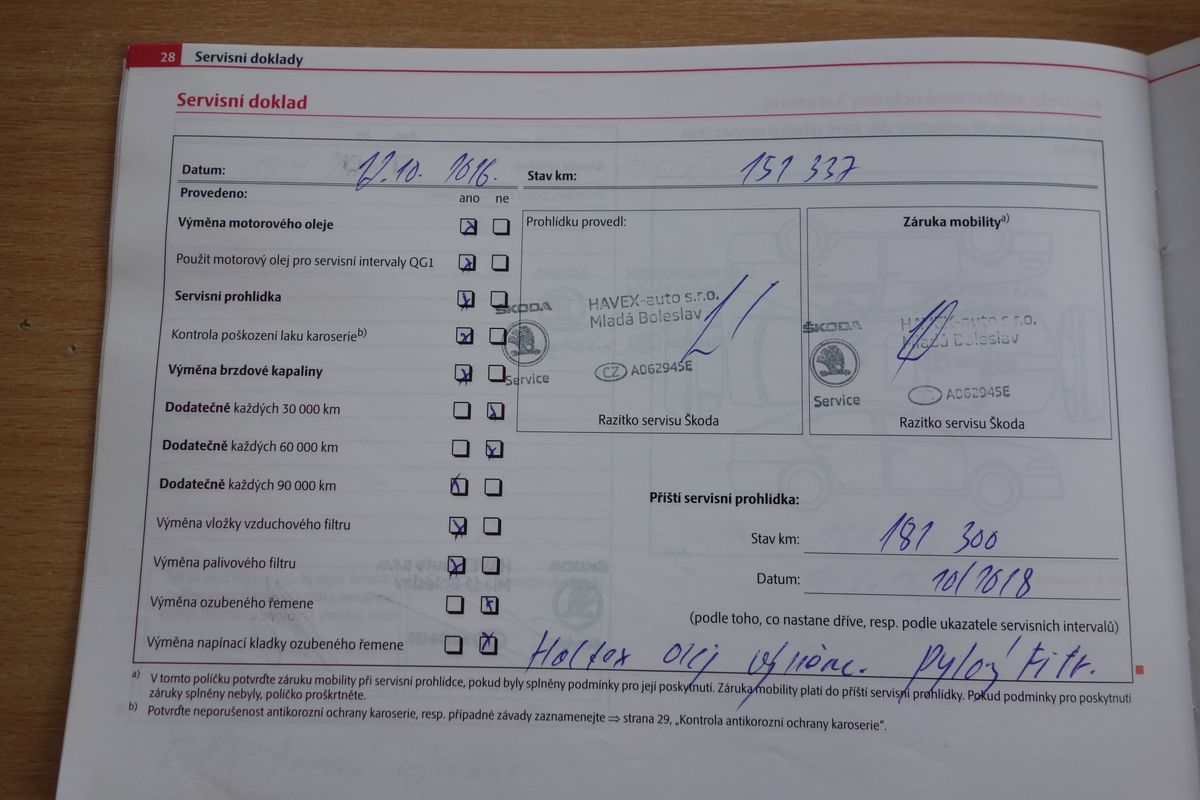 28 Servisní doklady
Servisní doklad
Datum: 12.10. 2016. Stav km: 151 337
Provedeno: ano ne
Výměna motorového oleje
Použit motorový olej pro servisní intervaly QG1
Servisní prohlídka
Kontrola poškození laku karoserie b)
Výměna brzdové kapaliny
Dodatečně každých 30 000 km
Dodatečně každých 60 000 km
Dodatečně každých 90 000 km
Výměna vložky vzduchového filtru
Výměna palivového filtru
Výměna ozubeného řemene
Výměna napínací kladky ozubeného řemene
Prohlídku provedl:
ŠKODA
HAVEX-auto s.r.o.
Mladá Boleslav
CZ A062945E
Service
Razítko servisu Škoda
Záruka mobility a)
ŠKODA
HAVEX-auto s.r.o.
Mladá Boleslav
A062945E
Service
Razítko servisu Škoda
Příští servisní prohlídka:
Stav km: 181 300
Datum: 10/2018
(podle toho, co nastane dříve, resp. podle ukazatele servisních intervalů)
Haldex olej výměna. Pylový Filtr.
a) V tomto políčku potvrďte záruku mobility při servisní prohlídce, pokud byly splněny podmínky pro její poskytnutí. Záruka mobility platí do příští servisní prohlídky. Pokud podmínky pro poskytnutí
záruky splněny nebyly, políčko proškrtněte.
b) Potvrďte neporušenost antikorozní ochrany karoserie, resp. případné závady zaznamenejte ⇒ strana 29, „Kontrola antikorozní ochrany karoserie".